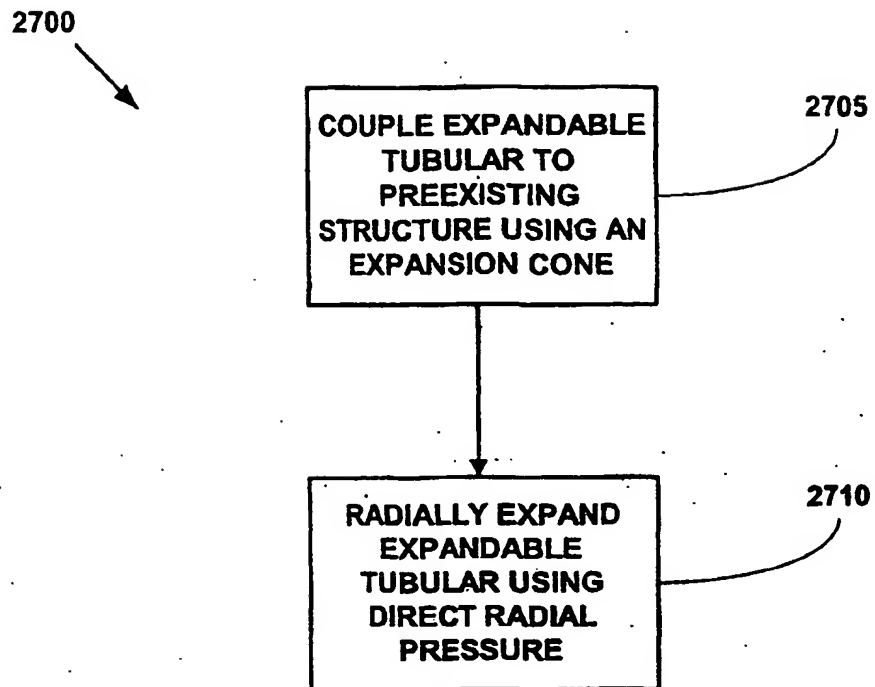 2700
2705
COUPLE EXPANDABLE
TUBULAR TO
PREEXISTING
STRUCTURE USING AN
EXPANSION CONE
2710
RADIALLY EXPAND
EXPANDABLE
TUBULAR USING
DIRECT RADIAL
PRESSURE